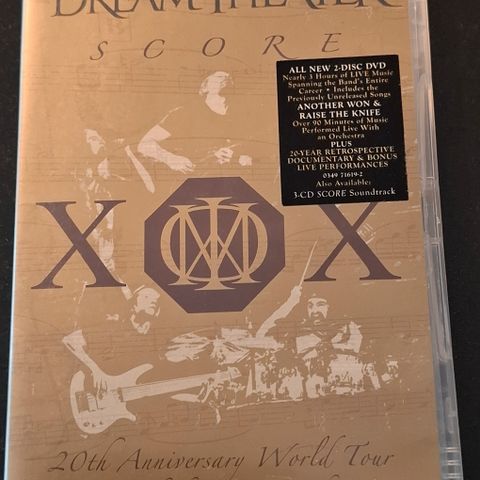 DREAM THEATER
SCORE
ALL NEW 2-DISC DVD
Nearly 3 Hours of LIVE Music
Spanning the Band's Entire
Career • Includes the
Previously Unreleased Songs
ANOTHER WON &
RAISE THE KNIFE
Over 90 Minutes of Music
Performed Live With
an Orchestra
PLUS
20-YEAR RETROSPECTIVE
DOCUMENTARY & BONUS
LIVE PERFORMANCES
0349 71619-2
Also Available:
3-CD SCORE Soundtrack
X X
20th Anniversary World Tour